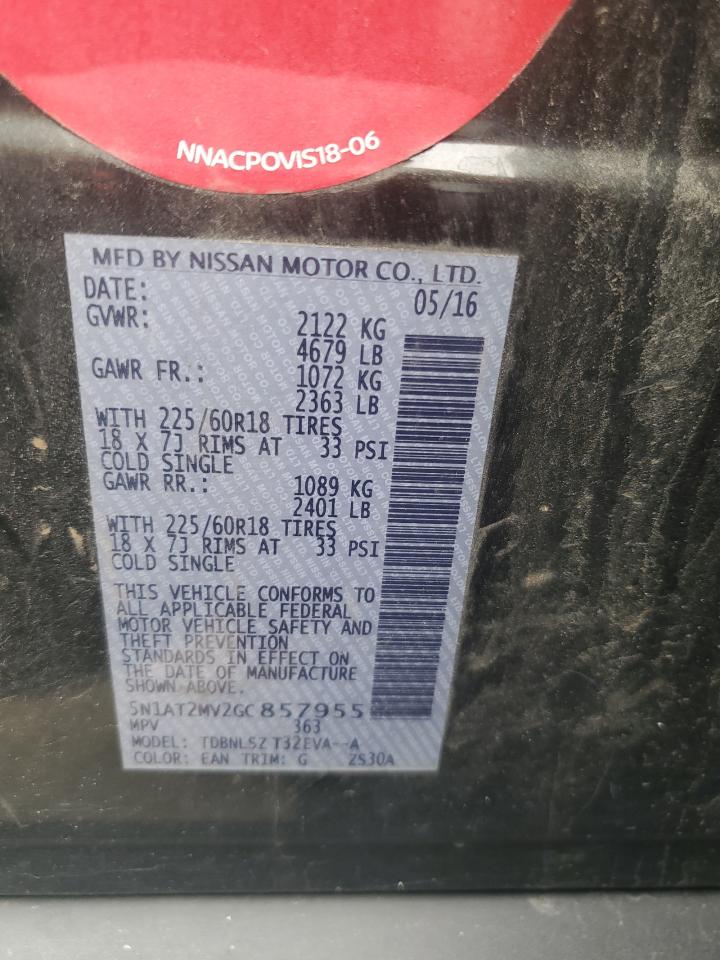 NNACPOVIS18-06
MFD BY NISSAN MOTOR CO., LTD.
DATE: 05/16
GVWR: 2122 KG
4679 LB
GAWR FR.: 1072 KG
2363 LB
WITH 225/60R18 TIRES
18 X 7J RIMS AT 33 PSI
COLD SINGLE
GAWR RR.: 1089 KG
2401 LB
WITH 225/60R18 TIRES
18 X 7J RIMS AT 33 PSI
COLD SINGLE
THIS VEHICLE CONFORMS TO
ALL APPLICABLE FEDERAL
MOTOR VEHICLE SAFETY AND
THEFT PREVENTION
STANDARDS IN EFFECT ON
THE DATE OF MANUFACTURE
SHOWN ABOVE.
5N1AT2MV2GC857955
MPV 363
MODEL: TDBNLSZ T32EVA--A
COLOR: EAN TRIM: G ZS30A